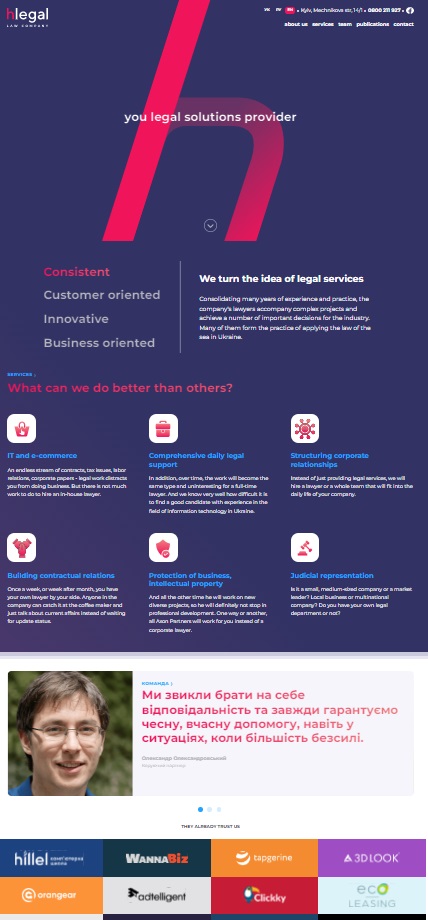 hlegal
LAW COMPANY
УК РУ EN • Kyiv, Mechnikova str, 14/1 • 0800 211 927 •
about us services team publications contact
you legal solutions provider
Consistent
Customer oriented
Innovative
Business oriented
We turn the idea of legal services
Consolidating many years of experience and practice, the
company's lawyers accompany complex projects and
achieve a number of important decisions for the industry.
Many of them form the practice of applying the law of the
sea in Ukraine.
SERVICES
What can we do better than others?
IT and e-commerce
An endless stream of contracts, tax issues, labor
relations, corporate papers - legal work distracts
you from doing business. But there is not much
work to do to hire an in-house lawyer.
Comprehensive daily legal
support
In addition, over time, the work will become the
same type and uninteresting for a full-time
lawyer. And we know very well how difficult it is
to find a good candidate with experience in the
field of information technology in Ukraine.
Structuring corporate
relationships
Instead of just providing legal services, we will
hire a lawyer or a whole team that will fit into the
daily life of your company.
Building contractual relations
Once a week, or week after month, you have
your own lawyer by your side. Anyone in the
company can catch it at the coffee maker and
just talk about current affairs instead of waiting
for update status.
Protection of business,
intellectual property
And all the other time he will work on new
diverse projects, so he will definitely not stop in
professional development. One way or another,
all Axon Partners will work for you instead of a
corporate lawyer.
Judicial representation
Is it a small, medium-sized company or a market
leader? Local business or multinational
company? Do you have your own legal
department or not?
КОМАНДА
Ми звикли брати на себе
відповідальність та завжди гарантуємо
чесну, вчасну допомогу, навіть у
ситуаціях, коли більшість безсилі.
Олександр Олександровський
THEY ALREADY TRUST US
hillel комп'ютерна школа
WANNABIZ
tapgerine
3DLOOK
orangear
adtelligent
Clickky
eco
LEASING